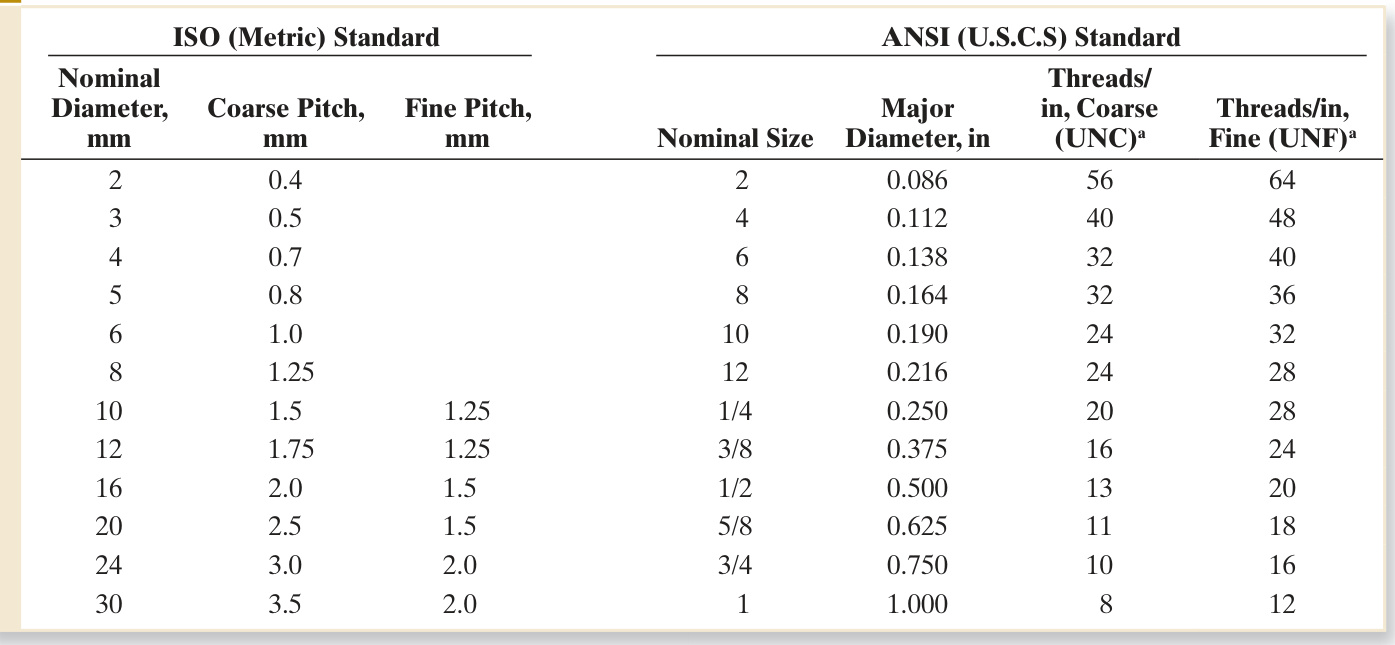 ISO (Metric) Standard ANSI (U.S.C.S) Standard
Nominal Threads/
Diameter, Coarse Pitch, Fine Pitch, Major in, Coarse Threads/in,
mm mm mm Nominal Size Diameter, in (UNC)ᵃ Fine (UNF)ᵃ
2 0.4 2 0.086 56 64
3 0.5 4 0.112 40 48
4 0.7 6 0.138 32 40
5 0.8 8 0.164 32 36
6 1.0 10 0.190 24 32
8 1.25 12 0.216 24 28
10 1.5 1.25 1/4 0.250 20 28
12 1.75 1.25 3/8 0.375 16 24
16 2.0 1.5 1/2 0.500 13 20
20 2.5 1.5 5/8 0.625 11 18
24 3.0 2.0 3/4 0.750 10 16
30 3.5 2.0 1 1.000 8 12